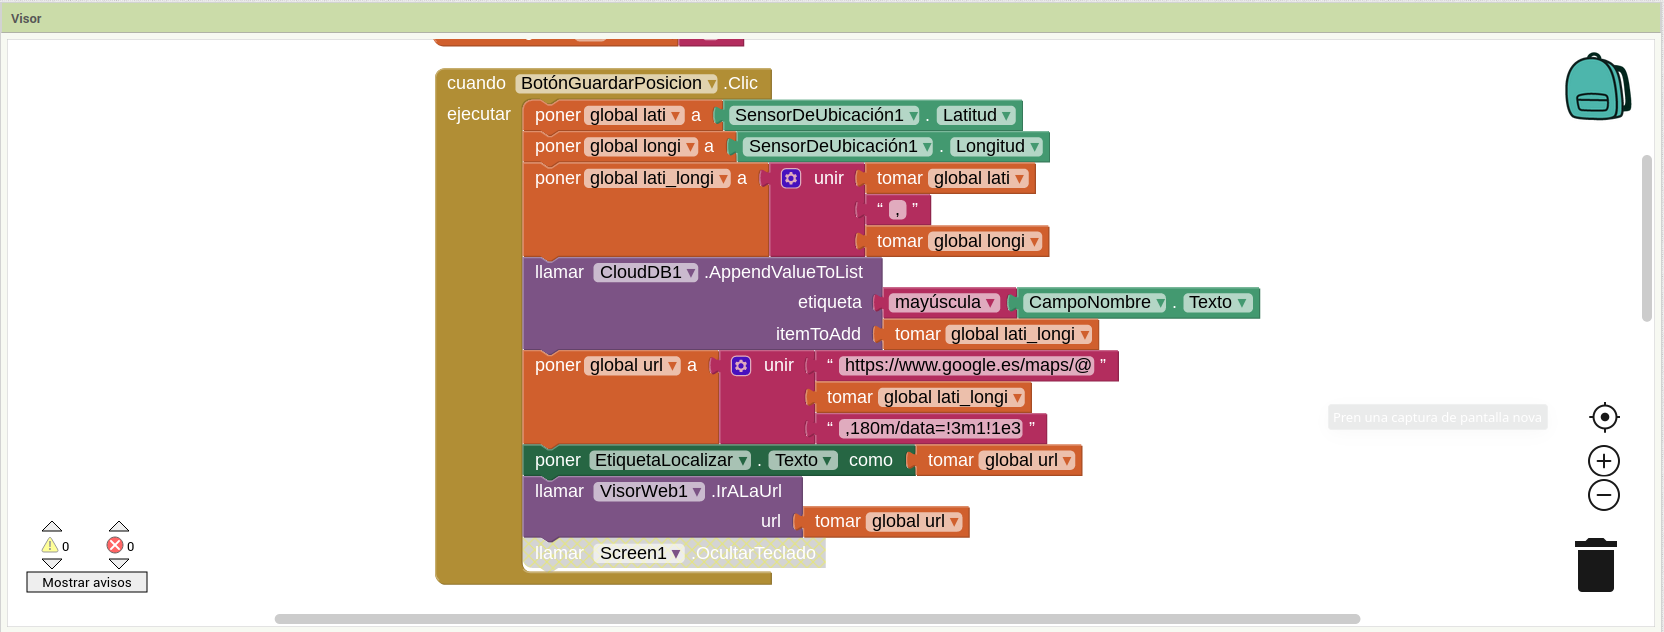 Visor
cuando BotónGuardarPosicion .Clic
ejecutar poner global lati a SensorDeUbicación1 . Latitud
poner global longi a SensorDeUbicación1 . Longitud
poner global lati_longi a unir tomar global lati
“ , ”
tomar global longi
llamar CloudDB1 .AppendValueToList
etiqueta mayúscula CampoNombre . Texto
itemToAdd tomar global lati_longi
poner global url a unir “ https://www.google.es/maps/@ ”
tomar global lati_longi
“ ,180m/data=!3m1!1e3 ”
Pren una captura de pantalla nova
poner EtiquetaLocalizar . Texto como tomar global url
llamar VisorWeb1 .IrALaUrl
url tomar global url
llamar Screen1 .OcultarTeclado
0 0
Mostrar avisos